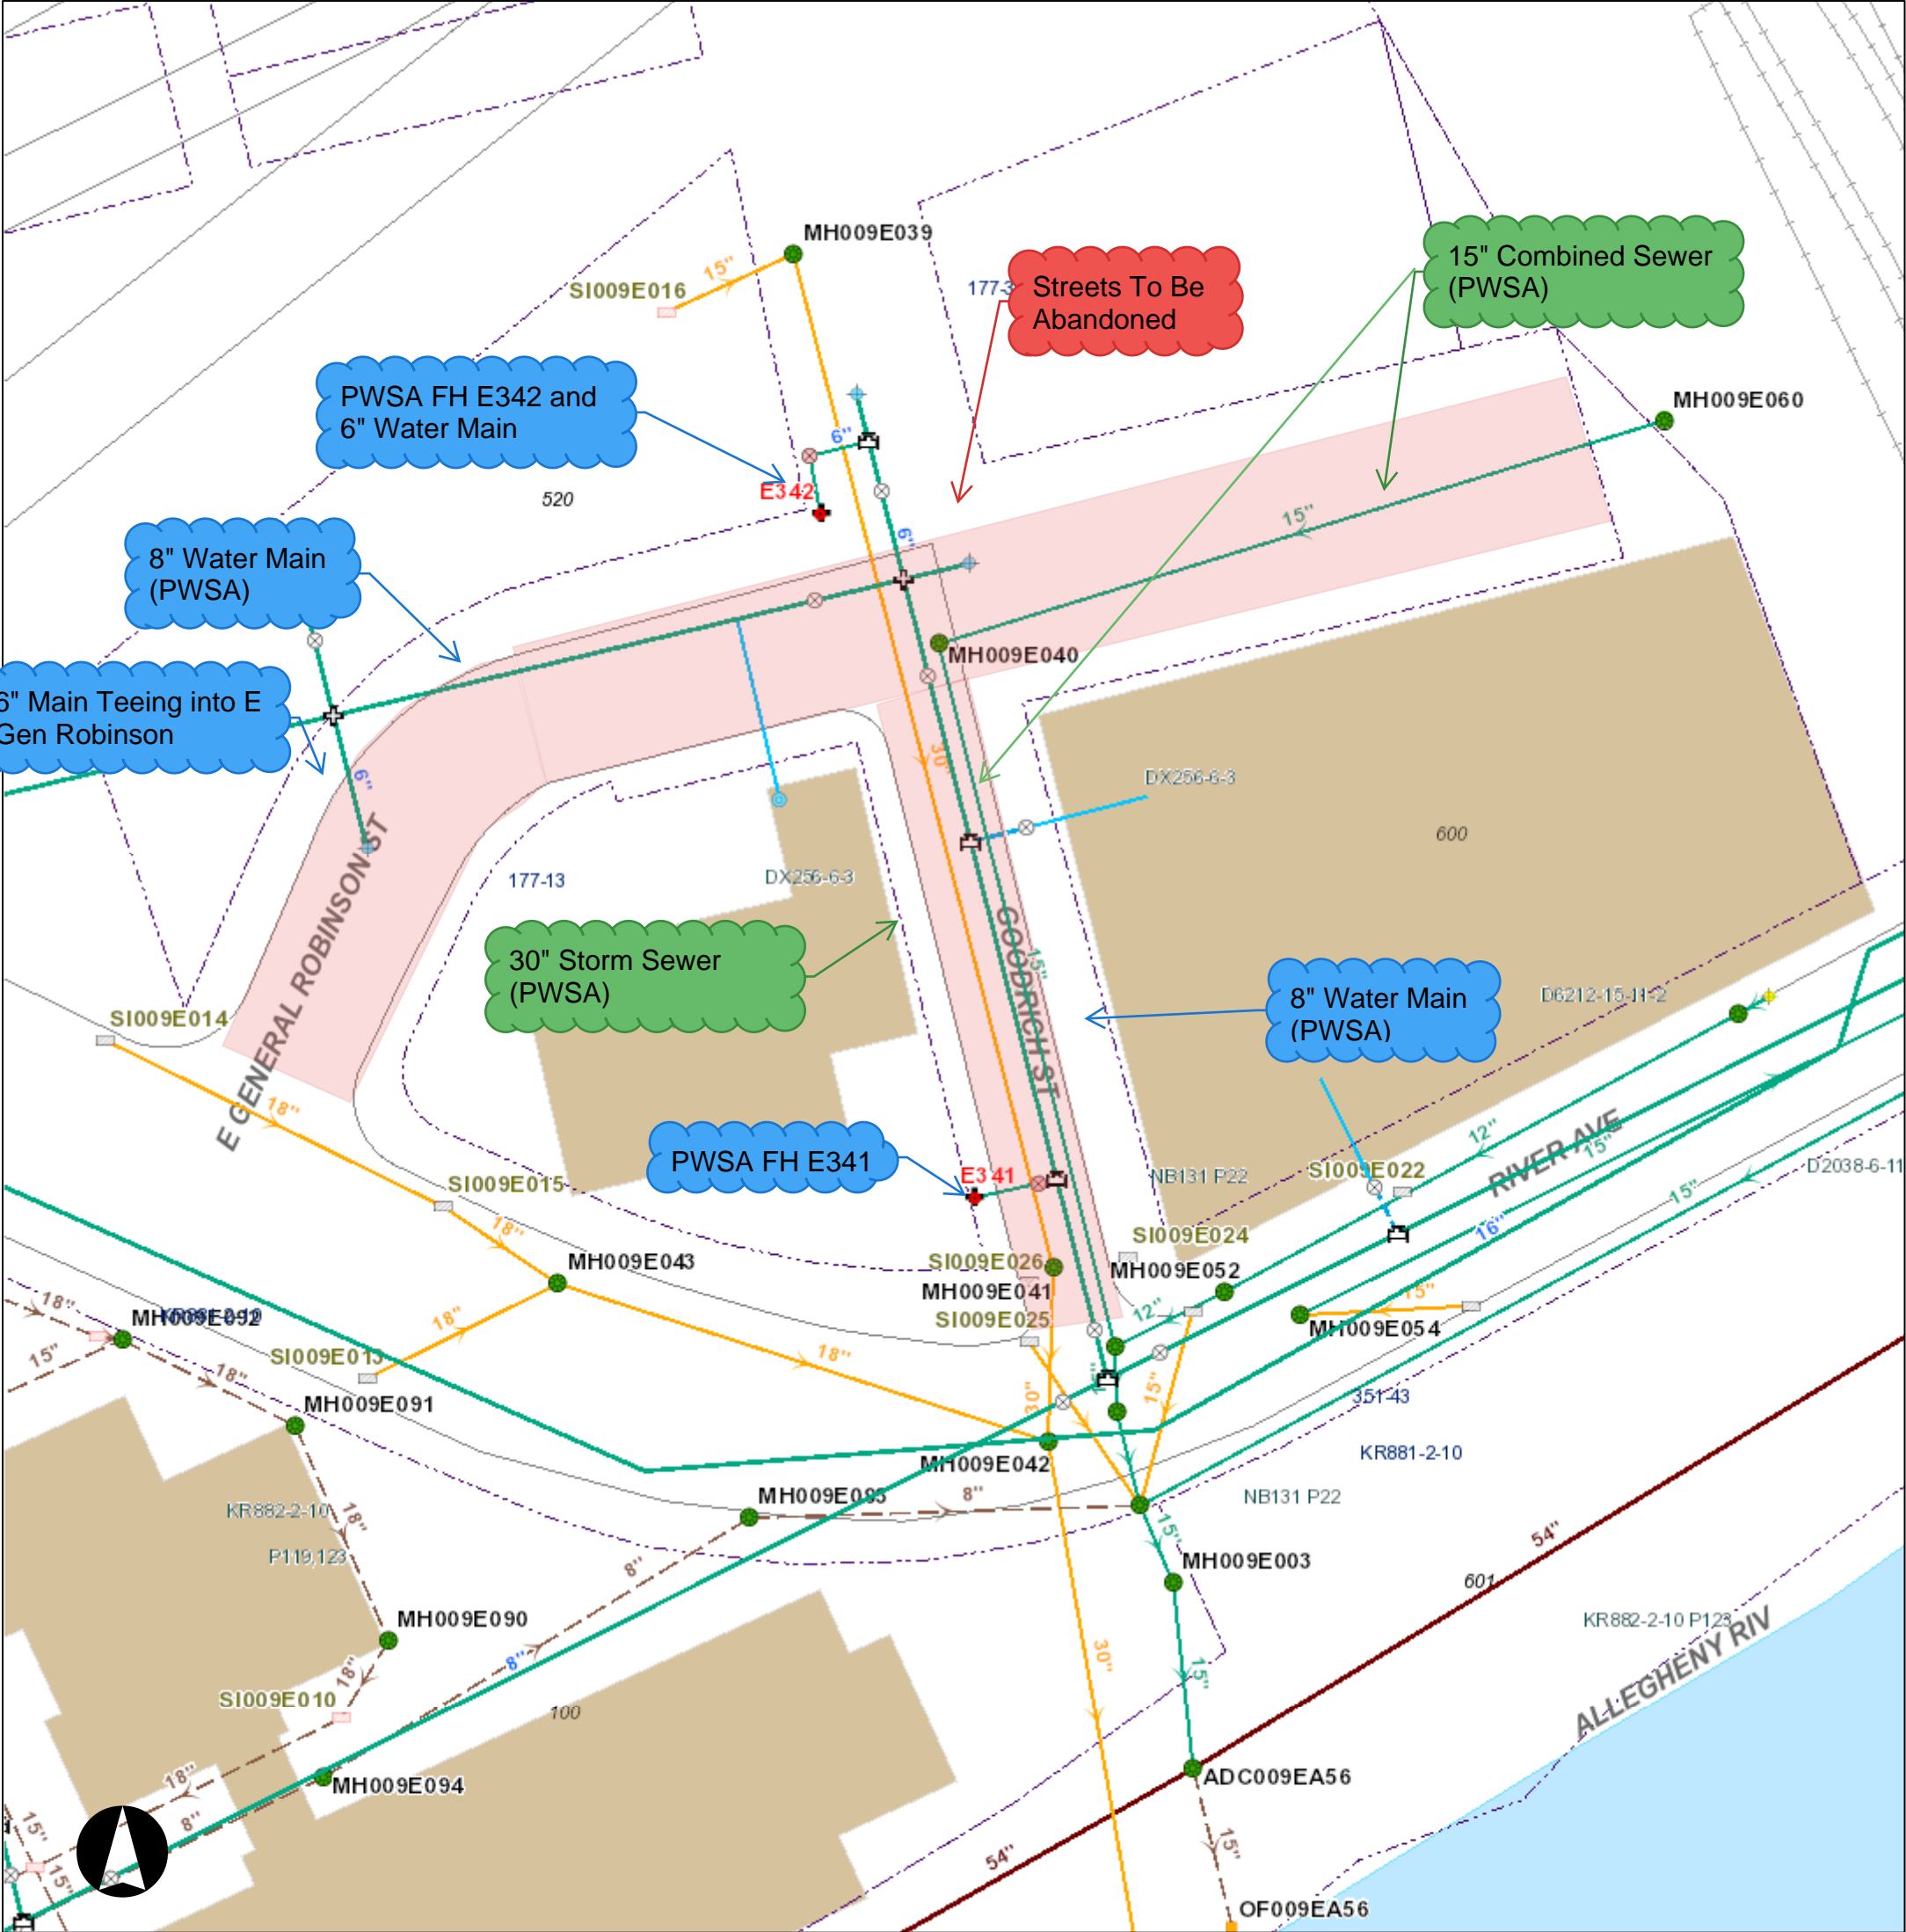 MH009E039
15"
SI009E016
177-3
Streets To Be
Abandoned
15" Combined Sewer
(PWSA)
PWSA FH E342 and
6" Water Main
6"
E342
520
6"
15"
MH009E060
8" Water Main
(PWSA)
MH009E040
6" Main Teeing into E
Gen Robinson
6"
30"
DX256-6-3
600
177-13
DX256-6-3
E GENERAL ROBINSON ST
GOODRICH ST
15"
30" Storm Sewer
(PWSA)
8" Water Main
(PWSA)
D6212-15-11-2
SI009E014
18"
PWSA FH E341
E341
NB131 P22
SI009E022
12"
RIVER AVE
15"
D2038-6-11
15"
16"
SI009E015
18"
MH009E043
SI009E026
SI009E024
MH009E041
MH009E052
SI009E025
12"
15"
MH009E054
18"
MH009E092
15"
18"
SI009E013
18"
18"
30"
15"
15"
351-43
MH009E091
MH009E042
KR881-2-10
KR882-2-10
18"
P119,123
MH009E093
8"
NB131 P22
15"
54"
MH009E003
601
KR882-2-10 P123
ALLEGHENY RIV
8"
MH009E090
8"
18"
30"
15"
SI009E010
100
18"
MH009E094
ADC009EA56
8"
15"
15"
54"
15"
OF009EA56